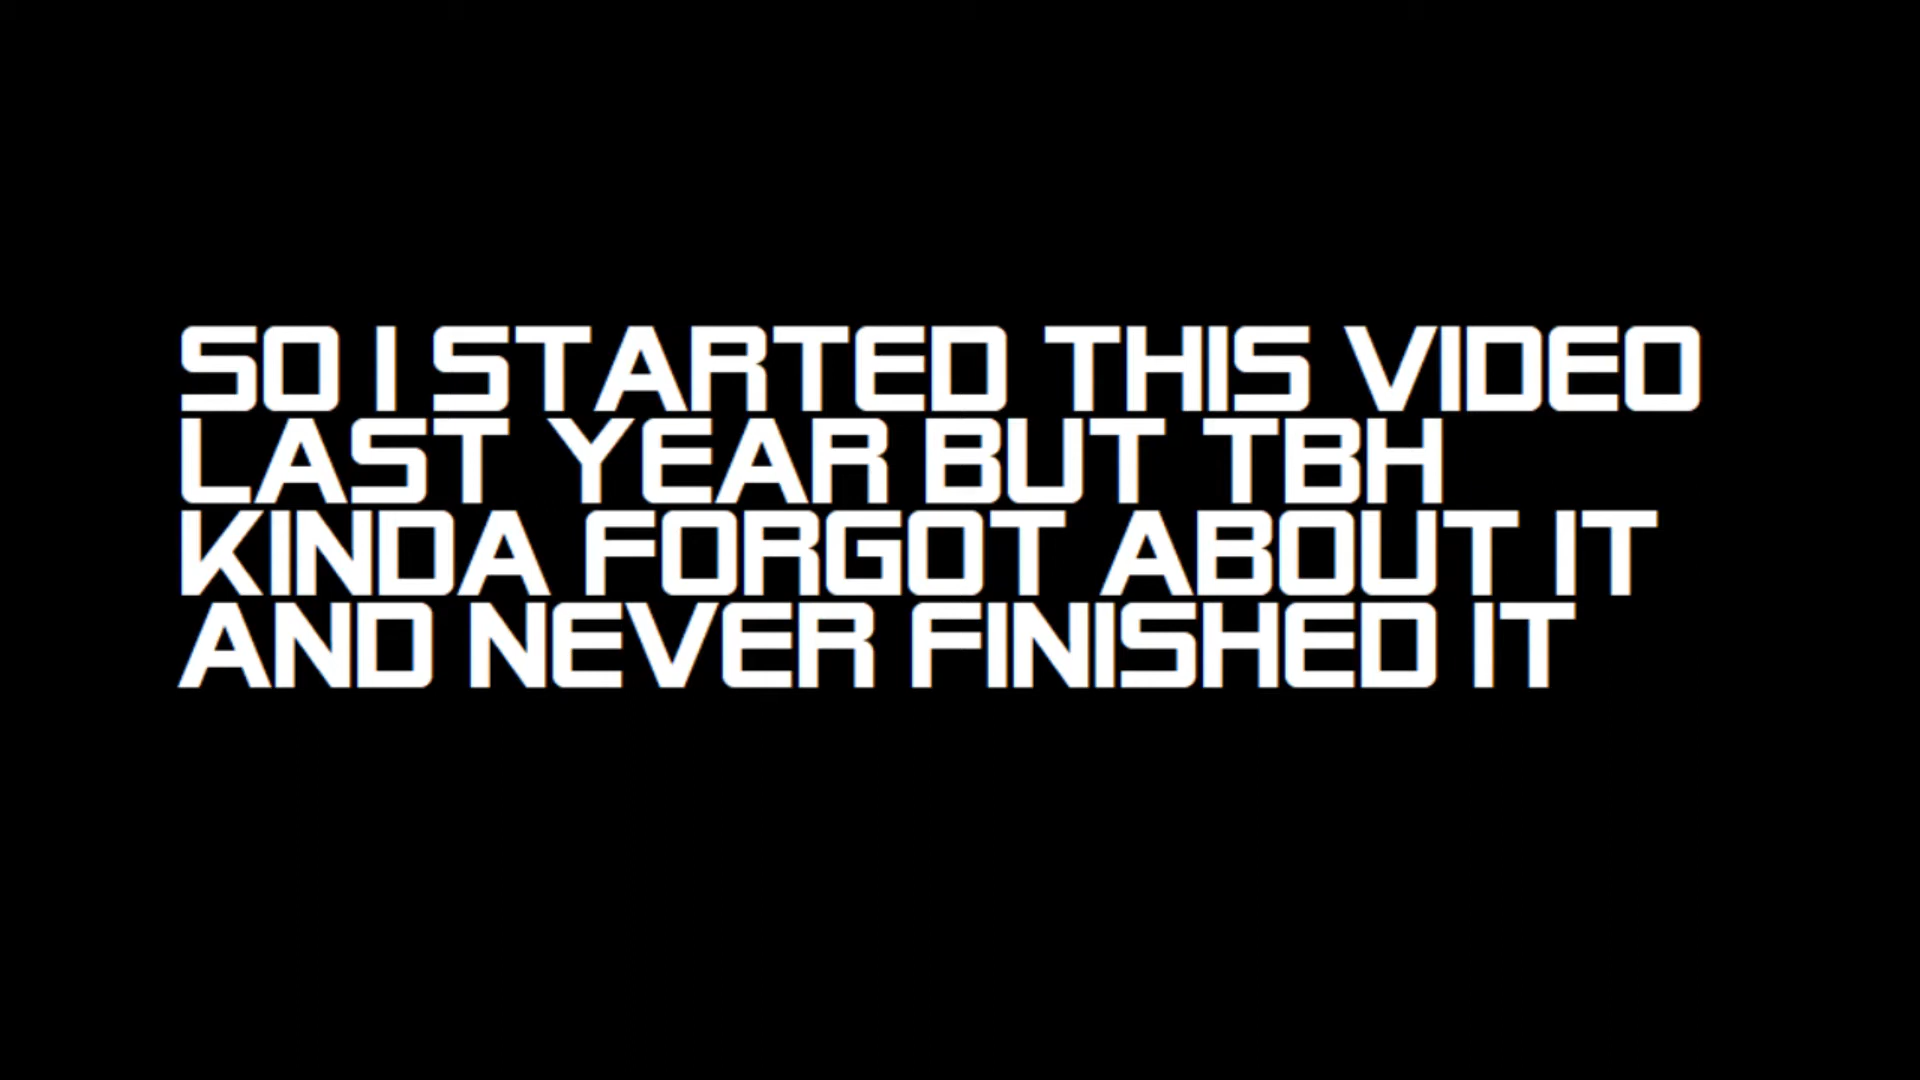 SO I STARTED THIS VIDEO
LAST YEAR BUT TBH
KINDA FORGOT ABOUT IT
AND NEVER FINISHED IT